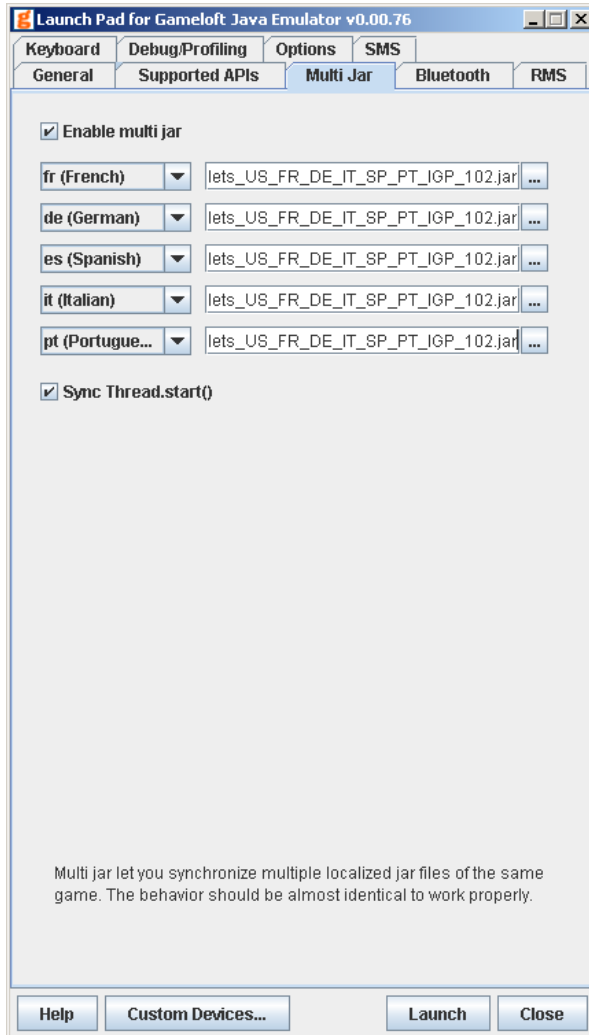 Launch Pad for Gameloft Java Emulator v0.00.76
Keyboard Debug/Profiling Options SMS
General Supported APIs Multi Jar Bluetooth RMS
Enable multi jar
fr (French) lets_US_FR_DE_IT_SP_PT_IGP_102.jar ...
de (German) lets_US_FR_DE_IT_SP_PT_IGP_102.jar ...
es (Spanish) lets_US_FR_DE_IT_SP_PT_IGP_102.jar ...
it (Italian) lets_US_FR_DE_IT_SP_PT_IGP_102.jar ...
pt (Portugue... lets_US_FR_DE_IT_SP_PT_IGP_102.jar ...
Sync Thread.start()
Multi jar let you synchronize multiple localized jar files of the same
game. The behavior should be almost identical to work properly.
Help Custom Devices... Launch Close